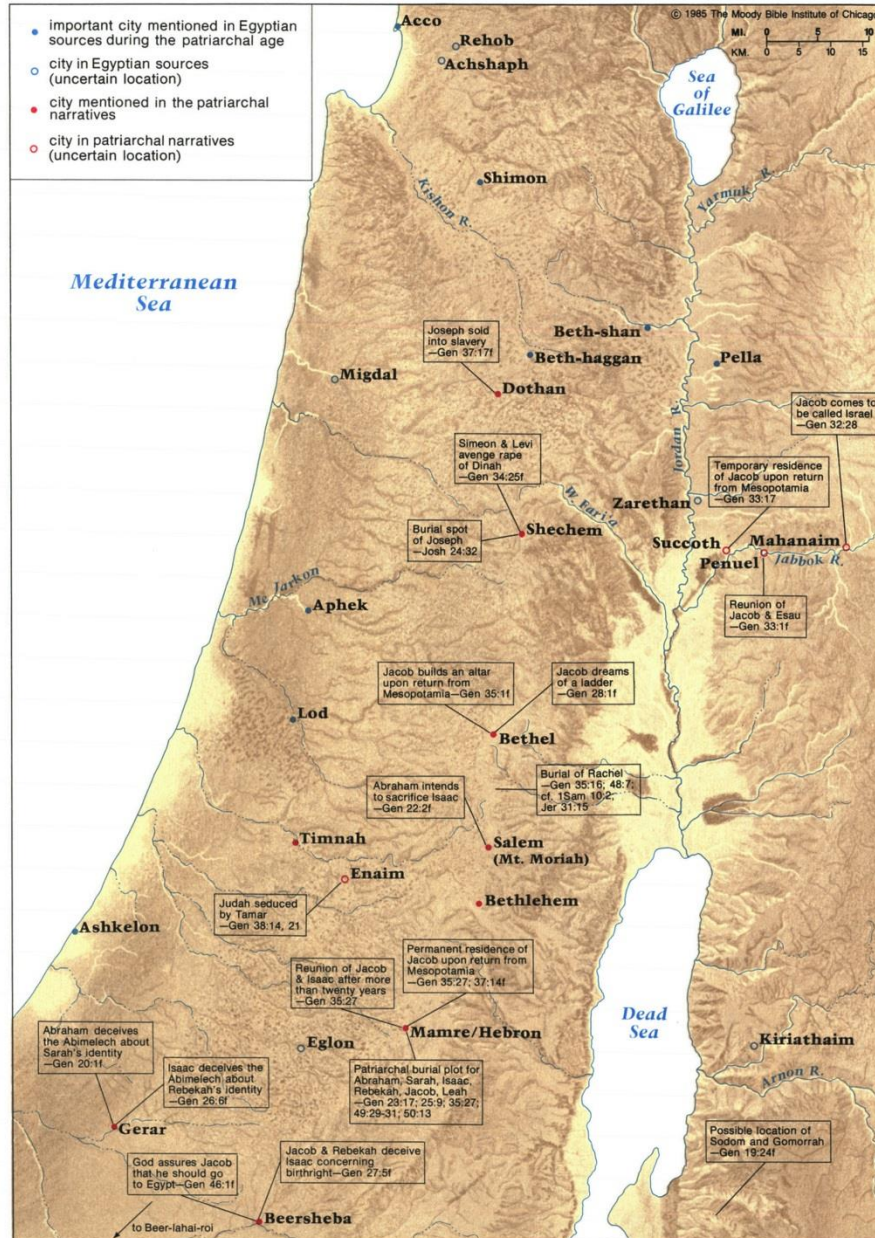 important city mentioned in Egyptian
sources during the patriarchal age
city in Egyptian sources
(uncertain location)
city mentioned in the patriarchal
narratives
city in patriarchal narratives
(uncertain location)
© 1985 The Moody Bible Institute of Chicago
MI. 0 5 10
KM. 0 5 10 15
Acco
Rehob
Achshaph
Sea
of
Galilee
Shimon
Kishon R.
Yarmuk R.
Mediterranean
Sea
Joseph sold
into slavery
—Gen 37:17f
Beth-shan
Beth-haggan
Pella
Migdal
Dothan
Jacob comes to
be called Israel
—Gen 32:28
Jordan R.
Simeon & Levi
avenge rape
of Dinah
—Gen 34:25f
Temporary residence
of Jacob upon return
from Mesopotamia
—Gen 33:17
W. Fari'a
Zarethan
Burial spot
of Joseph
—Josh 24:32
Shechem
Succoth
Mahanaim
Penuel
Jabbok R.
Me Jarkon
Aphek
Reunion of
Jacob & Esau
—Gen 33:1f
Jacob builds an altar
upon return from
Mesopotamia—Gen 35:1f
Jacob dreams
of a ladder
—Gen 28:1f
Lod
Bethel
Burial of Rachel
—Gen 35:16; 48:7;
cf. 1Sam 10:2;
Jer 31:15
Abraham intends
to sacrifice Isaac
—Gen 22:2f
Timnah
Salem
(Mt. Moriah)
Enaim
Judah seduced
by Tamar
—Gen 38:14, 21
Bethlehem
Ashkelon
Permanent residence of
Jacob upon return from
Mesopotamia
—Gen 35:27; 37:14f
Reunion of Jacob
& Isaac after more
than twenty years
—Gen 35:27
Dead
Sea
Mamre/Hebron
Eglon
Kiriathaim
Arnon R.
Abraham deceives
the Abimelech about
Sarah's identity
—Gen 20:1f
Isaac deceives the
Abimelech about
Rebekah's identity
—Gen 26:6f
Patriarchal burial plot for
Abraham, Sarah, Isaac,
Rebekah, Jacob, Leah
—Gen 23:17; 25:9; 35:27;
49:29-31; 50:13
Gerar
Possible location of
Sodom and Gomorrah
—Gen 19:24f
God assures Jacob
that he should go
to Egypt—Gen 46:1f
Jacob & Rebekah deceive
Isaac concerning
birthright—Gen 27:5f
Beersheba
to Beer-lahai-roi